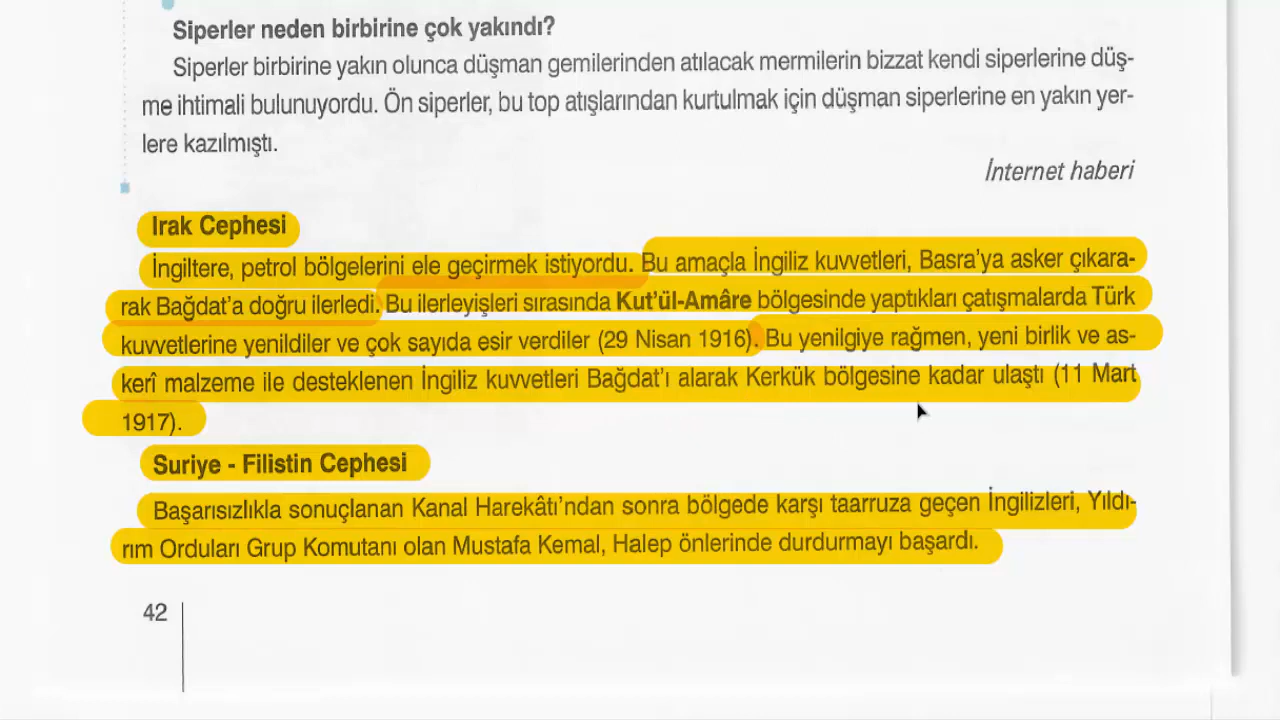 Siperler neden birbirine çok yakındı?
Siperler birbirine yakın olunca düşman gemilerinden atılacak mermilerin bizzat kendi siperlerine düş-
me ihtimali bulunuyordu. Ön siperler, bu top atışlarından kurtulmak için düşman siperlerine en yakın yer-
lere kazılmıştı.
İnternet haberi
Irak Cephesi
İngiltere, petrol bölgelerini ele geçirmek istiyordu. Bu amaçla İngiliz kuvvetleri, Basra'ya asker çıkara-
rak Bağdat'a doğru ilerledi. Bu ilerleyişleri sırasında Kut'ül-Amâre bölgesinde yaptıkları çatışmalarda Türk
kuvvetlerine yenildiler ve çok sayıda esir verdiler (29 Nisan 1916). Bu yenilgiye rağmen, yeni birlik ve as-
kerî malzeme ile desteklenen İngiliz kuvvetleri Bağdat'ı alarak Kerkük bölgesine kadar ulaştı (11 Mart
1917).
Suriye - Filistin Cephesi
Başarısızlıkla sonuçlanan Kanal Harekâtı'ndan sonra bölgede karşı taarruza geçen İngilizleri, Yıldı-
rım Orduları Grup Komutanı olan Mustafa Kemal, Halep önlerinde durdurmayı başardı.
42